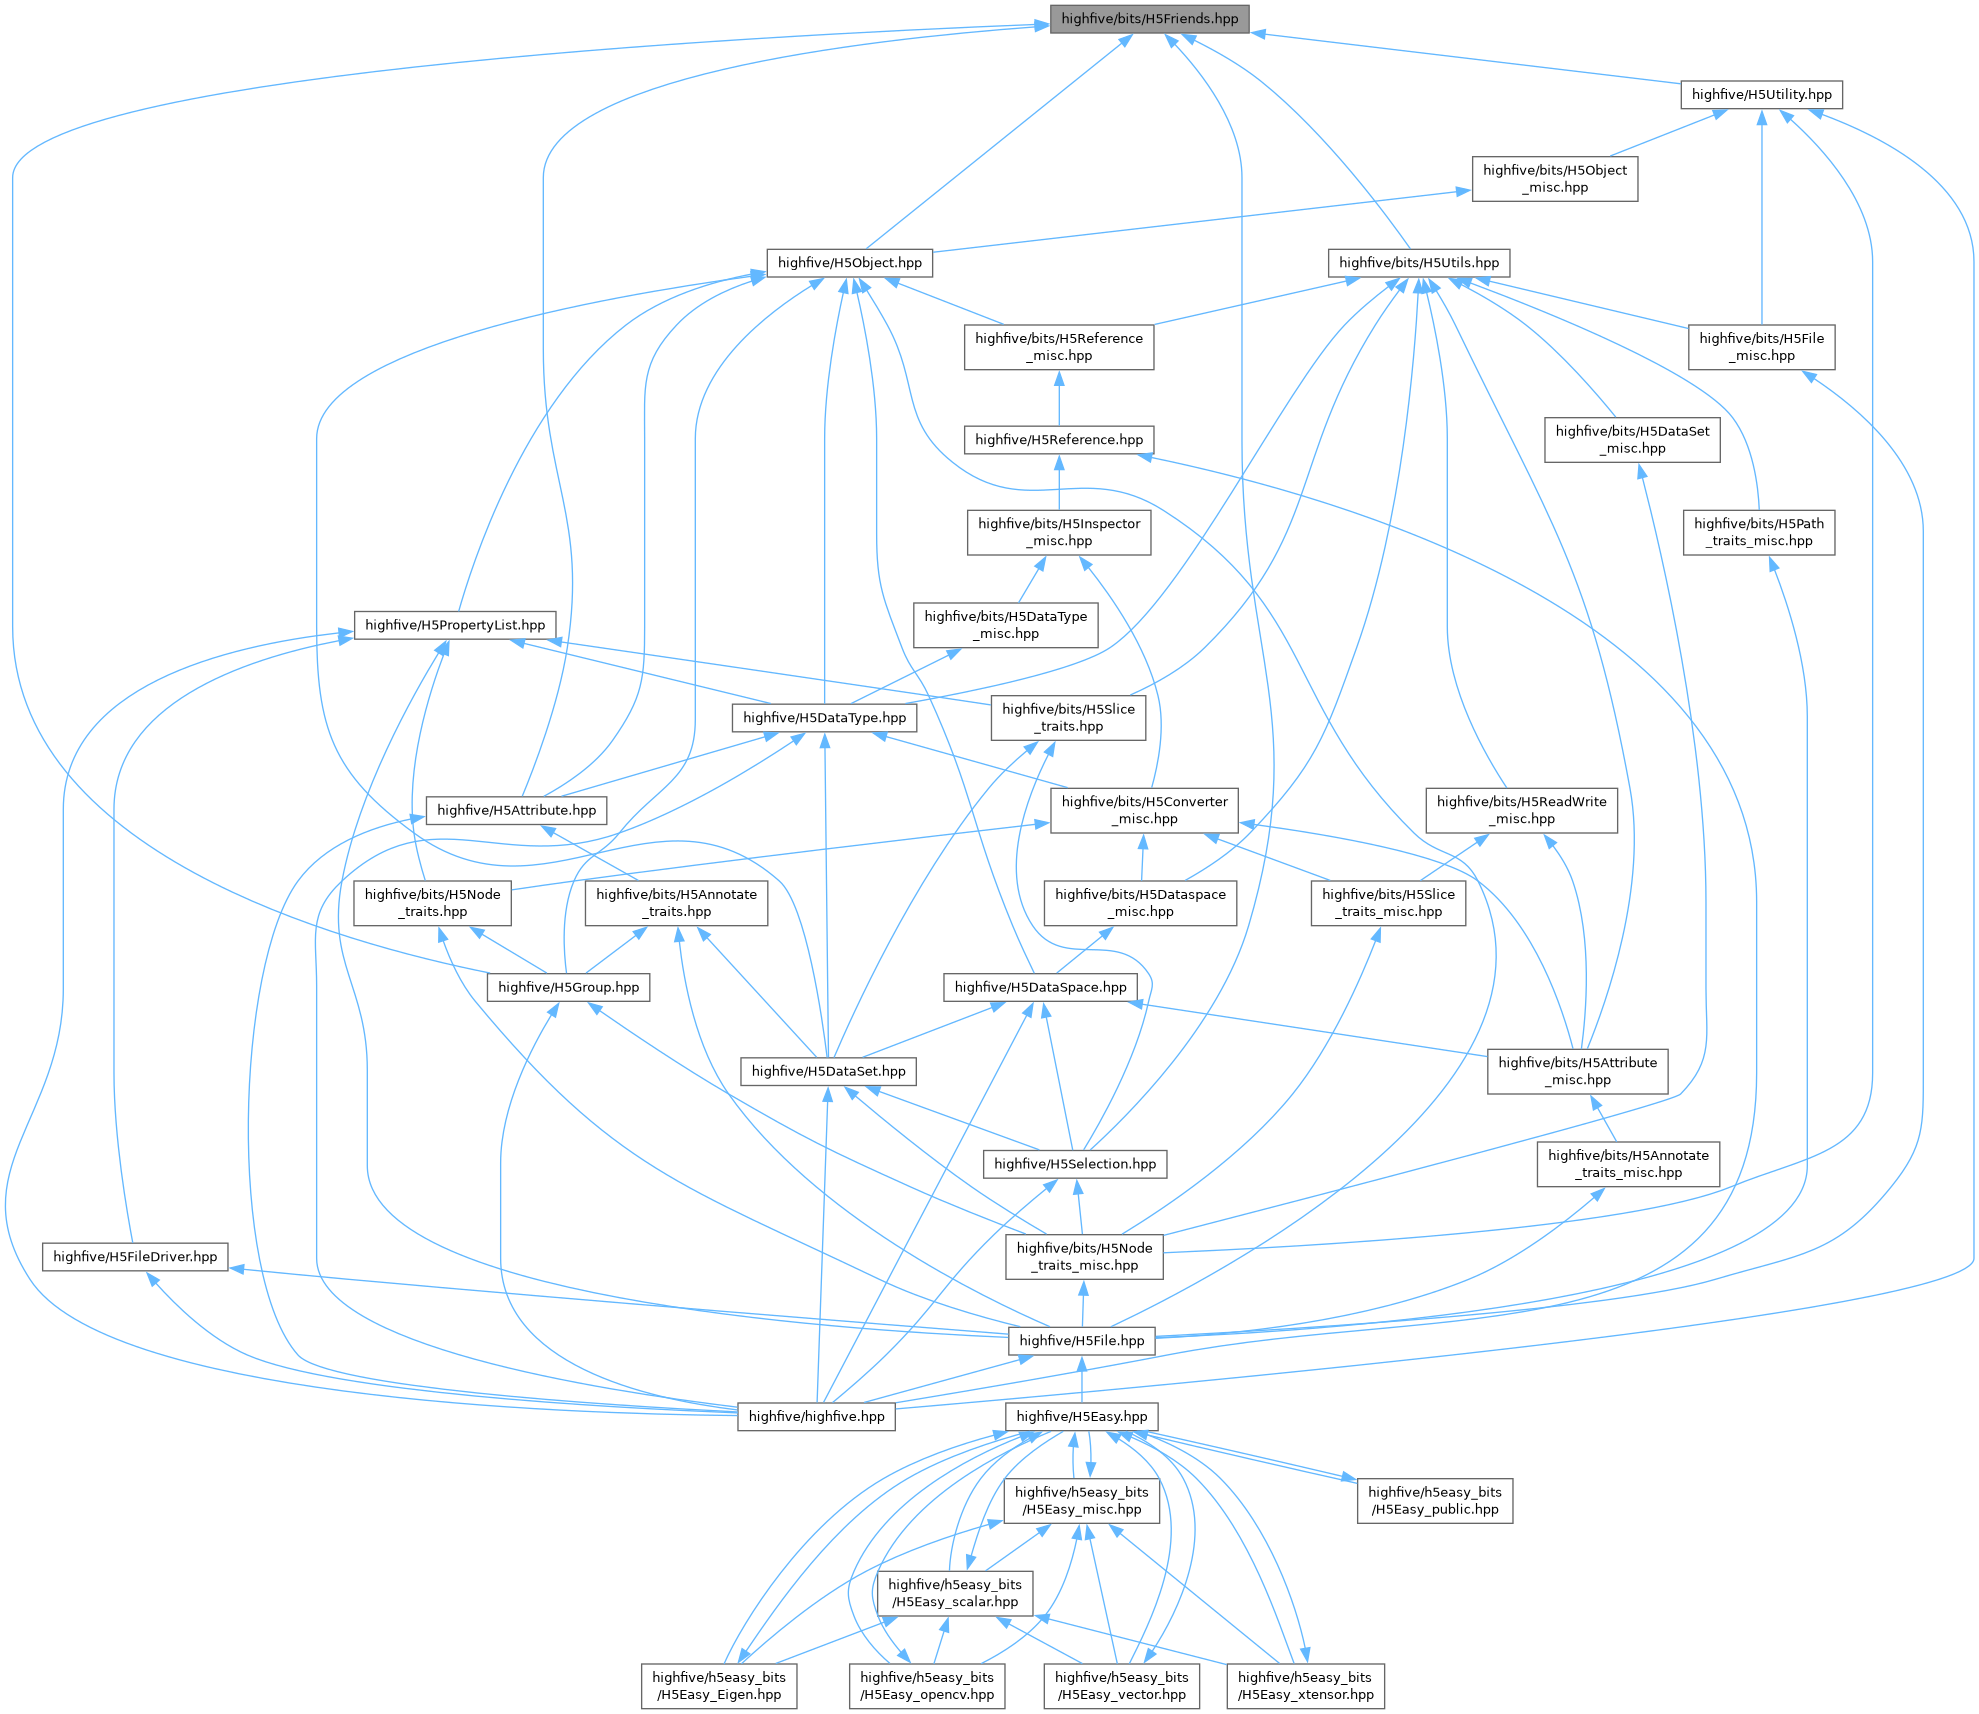 highfive/bits/H5Friends.hpp
highfive/H5Utility.hpp
highfive/bits/H5Object
_misc.hpp
highfive/H5Object.hpp
highfive/bits/H5Utils.hpp
highfive/bits/H5Reference
_misc.hpp
highfive/bits/H5File
_misc.hpp
highfive/H5Reference.hpp
highfive/bits/H5DataSet
_misc.hpp
highfive/bits/H5Inspector
_misc.hpp
highfive/bits/H5Path
_traits_misc.hpp
highfive/bits/H5DataType
_misc.hpp
highfive/H5PropertyList.hpp
highfive/H5DataType.hpp
highfive/bits/H5Slice
_traits.hpp
highfive/H5Attribute.hpp
highfive/bits/H5Converter
_misc.hpp
highfive/bits/H5ReadWrite
_misc.hpp
highfive/bits/H5Node
_traits.hpp
highfive/bits/H5Annotate
_traits.hpp
highfive/bits/H5Dataspace
_misc.hpp
highfive/bits/H5Slice
_traits_misc.hpp
highfive/H5Group.hpp
highfive/H5DataSpace.hpp
highfive/H5DataSet.hpp
highfive/bits/H5Attribute
_misc.hpp
highfive/H5Selection.hpp
highfive/bits/H5Annotate
_traits_misc.hpp
highfive/H5FileDriver.hpp
highfive/bits/H5Node
_traits_misc.hpp
highfive/H5File.hpp
highfive/highfive.hpp
highfive/H5Easy.hpp
highfive/h5easy_bits
/H5Easy_misc.hpp
highfive/h5easy_bits
/H5Easy_public.hpp
highfive/h5easy_bits
/H5Easy_scalar.hpp
highfive/h5easy_bits
/H5Easy_Eigen.hpp
highfive/h5easy_bits
/H5Easy_opencv.hpp
highfive/h5easy_bits
/H5Easy_vector.hpp
highfive/h5easy_bits
/H5Easy_xtensor.hpp